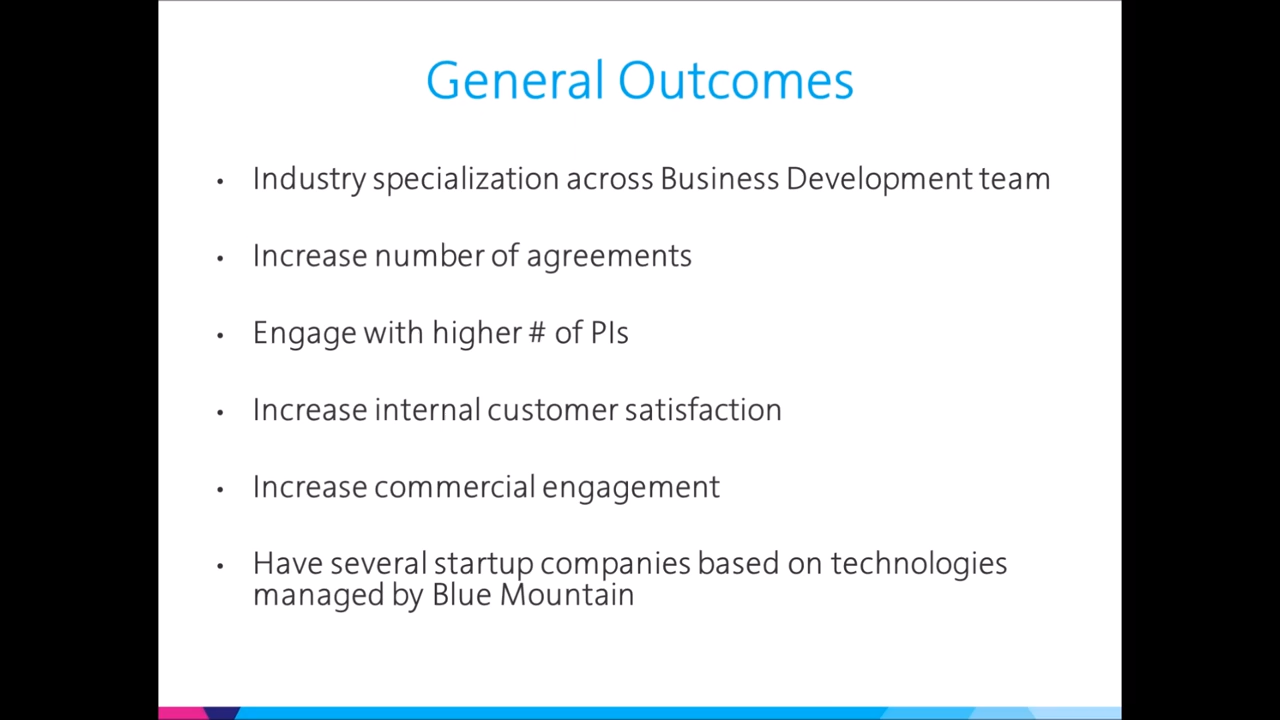 General Outcomes
• Industry specialization across Business Development team
• Increase number of agreements
• Engage with higher # of PIs
• Increase internal customer satisfaction
• Increase commercial engagement
• Have several startup companies based on technologies
managed by Blue Mountain